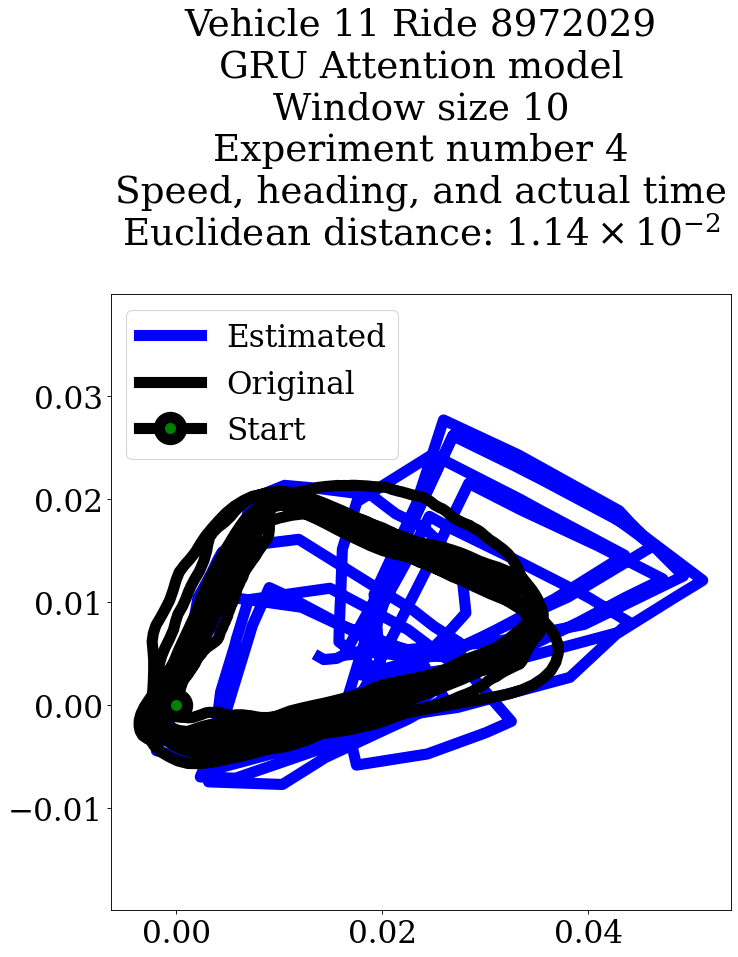 Vehicle 11 Ride 8972029
GRU Attention model
Window size 10
Experiment number 4
Speed, heading, and actual time
Euclidean distance: 1.14 × 10⁻²
Estimated
Original
Start
0.03
0.02
0.01
0.00
−0.01
0.00 0.02 0.04